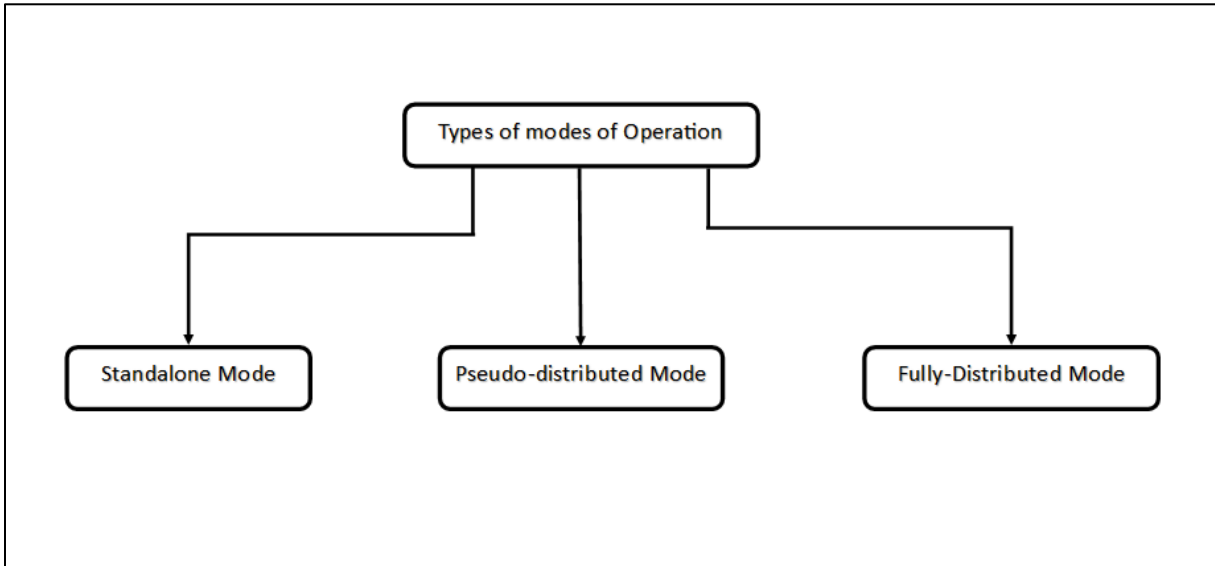 Types of modes of Operation
Standalone Mode
Pseudo-distributed Mode
Fully-Distributed Mode